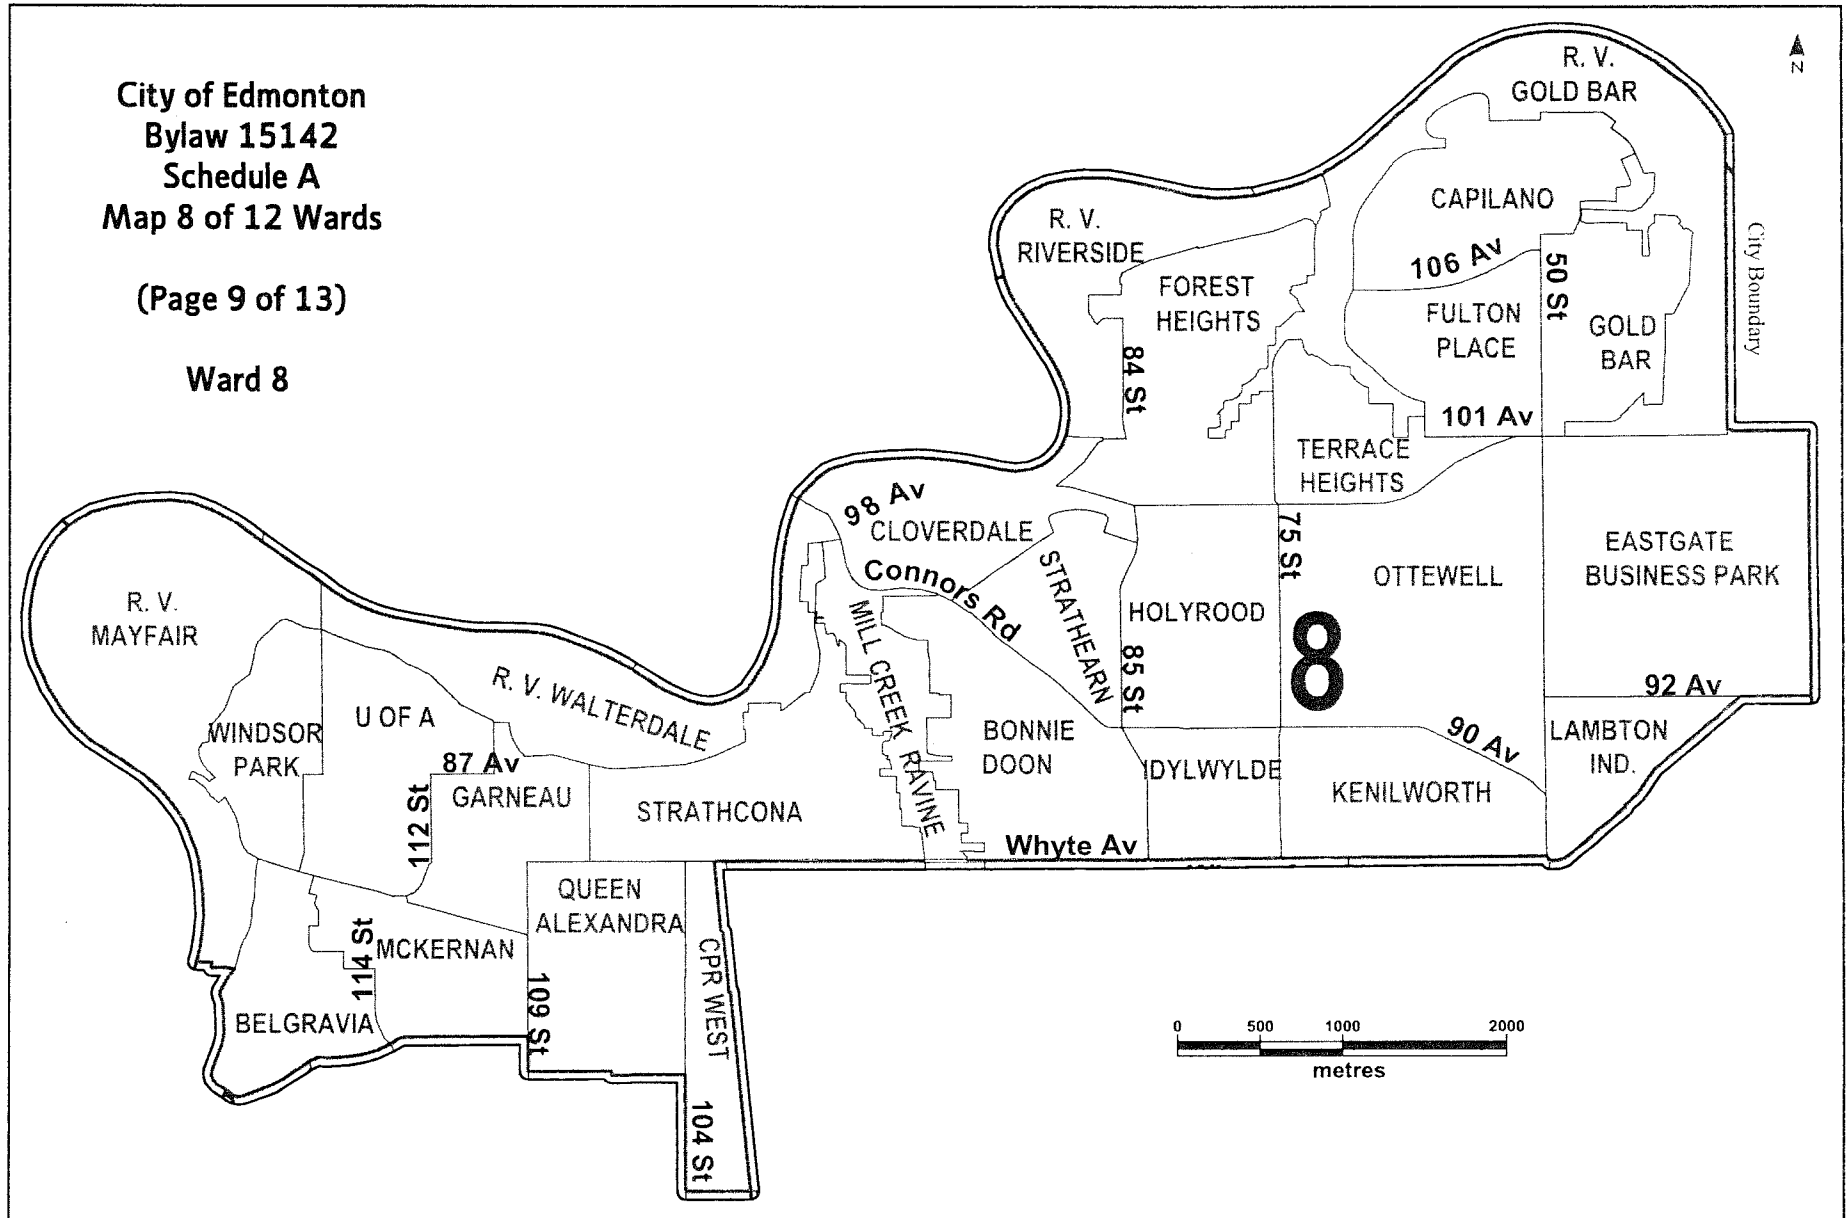 City of Edmonton
Bylaw 15142
Schedule A
Map 8 of 12 Wards
(Page 9 of 13)
Ward 8
N
R. V.
GOLD BAR
CAPILANO
R. V.
RIVERSIDE
106 Av
50 St
City Boundary
FOREST
HEIGHTS
FULTON
PLACE
GOLD
BAR
84 St
101 Av
TERRACE
HEIGHTS
98 Av
CLOVERDALE
Connors Rd
STRATHEARN
75 St
OTTEWELL
EASTGATE
BUSINESS PARK
HOLYROOD
8
85 St
92 Av
R. V.
MAYFAIR
MILL CREEK RAVINE
R. V. WALTERDALE
U OF A
WINDSOR
PARK
87 Av
GARNEAU
112 St
STRATHCONA
BONNIE
DOON
IDYLWYLDE
90 Av
KENILWORTH
LAMBTON
IND.
Whyte Av
QUEEN
ALEXANDRA
MCKERNAN
114 St
BELGRAVIA
109 St
CPR WEST
104 St
0 500 1000 2000
metres